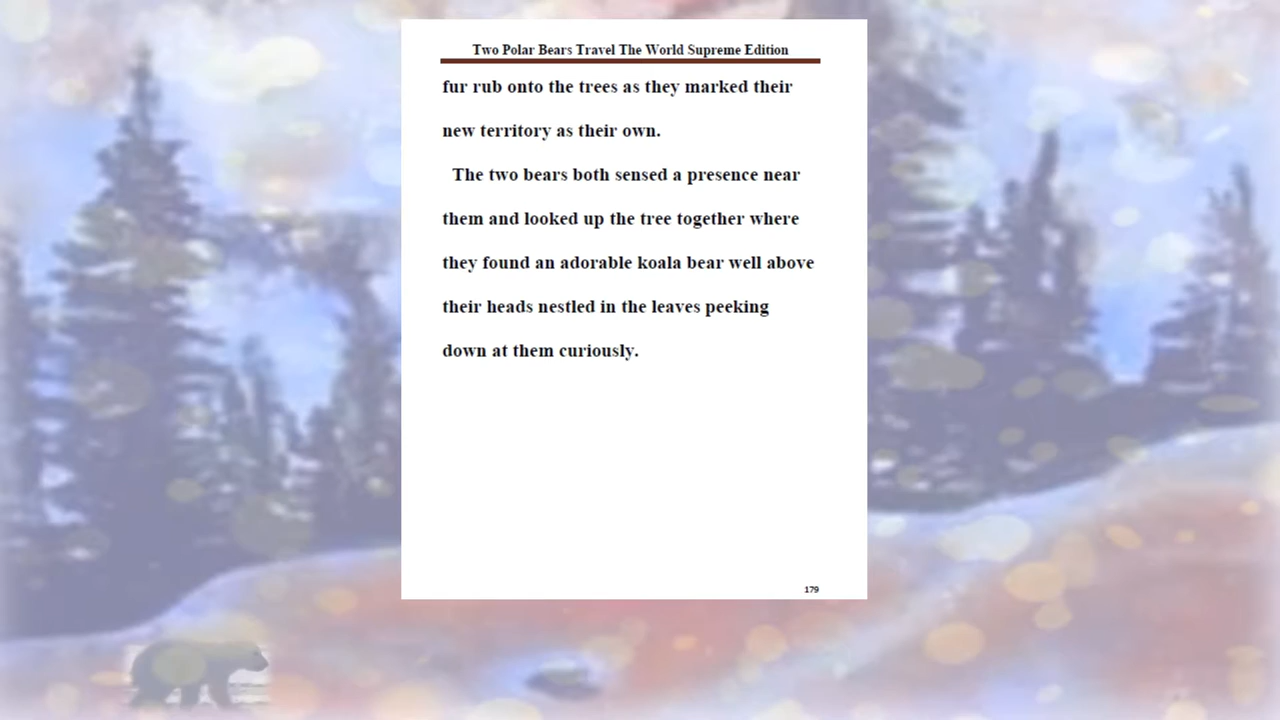 Two Polar Bears Travel The World Supreme Edition
fur rub onto the trees as they marked their
new territory as their own.
The two bears both sensed a presence near
them and looked up the tree together where
they found an adorable koala bear well above
their heads nestled in the leaves peeking
down at them curiously.
179